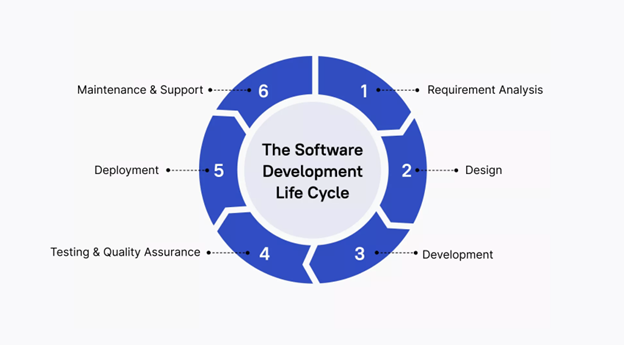 The Software
Development
Life Cycle
1
Requirement Analysis
2
Design
3
Development
4
Testing & Quality Assurance
5
Deployment
6
Maintenance & Support